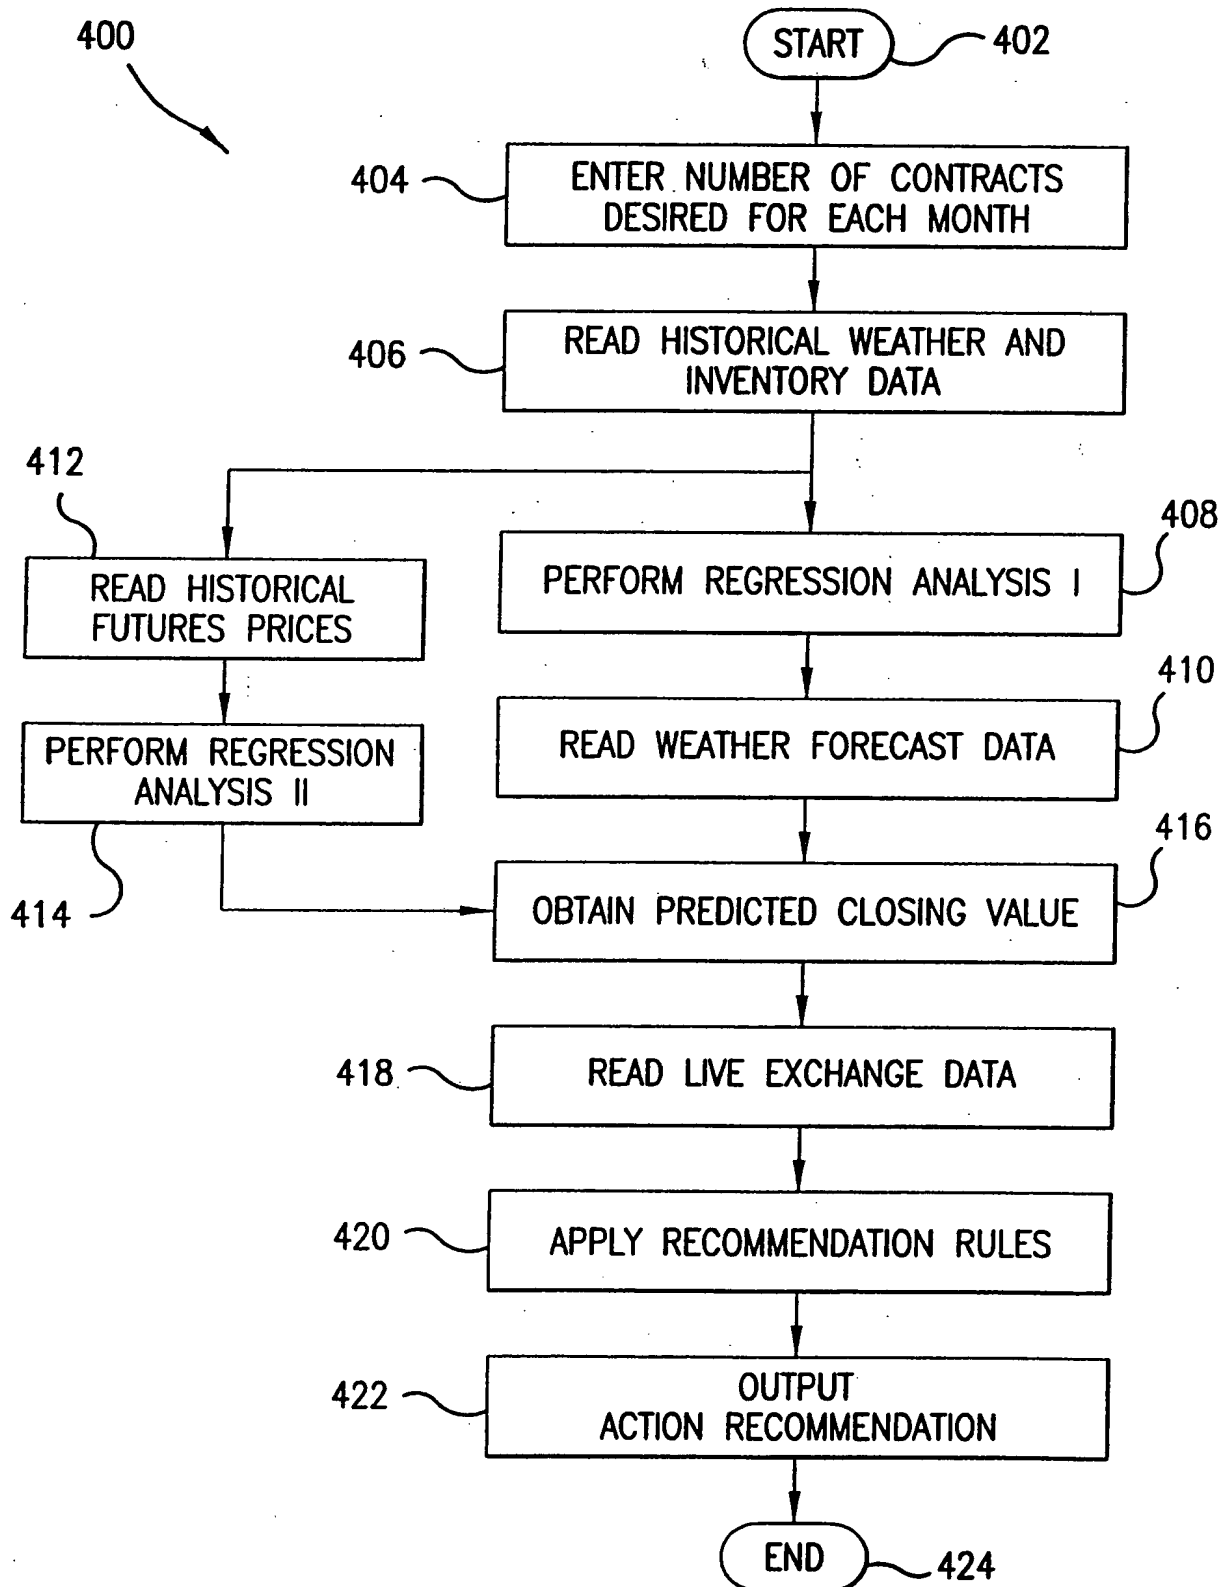 400
START
402
404
ENTER NUMBER OF CONTRACTS
DESIRED FOR EACH MONTH
406
READ HISTORICAL WEATHER AND
INVENTORY DATA
412
READ HISTORICAL
FUTURES PRICES
408
PERFORM REGRESSION ANALYSIS I
410
READ WEATHER FORECAST DATA
PERFORM REGRESSION
ANALYSIS II
414
416
OBTAIN PREDICTED CLOSING VALUE
418
READ LIVE EXCHANGE DATA
420
APPLY RECOMMENDATION RULES
422
OUTPUT
ACTION RECOMMENDATION
END
424